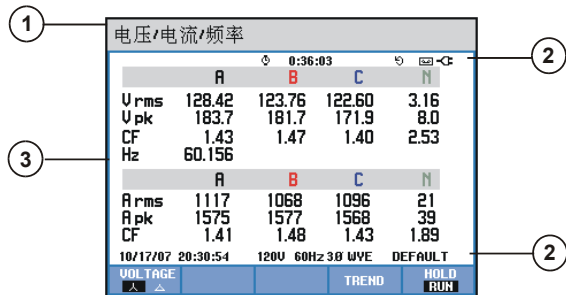 1
电压/电流/频率
0:36:03
2
A B C N
Vrms 128.42 123.76 122.60 3.16
Vpk 183.7 181.7 171.9 8.0
CF 1.43 1.47 1.40 2.53
Hz 60.156
3
A B C N
Arms 1117 1068 1096 21
Apk 1575 1577 1568 39
CF 1.41 1.48 1.43 1.89
10/17/07 20:30:54 120V 60Hz 3Ø WYE DEFAULT
2
VOLTAGE TREND HOLD
RUN